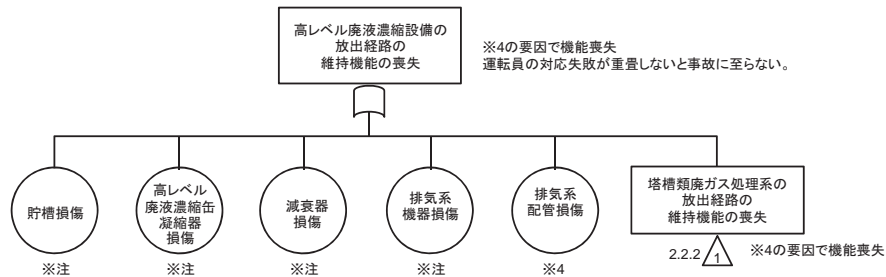 高レベル廃液濃縮設備の
放出経路の
維持機能の喪失
※4の要因で機能喪失
運転員の対応失敗が重畳しないと事故に至らない。
貯槽損傷
※注
高レベル
廃液濃縮缶
凝縮器
損傷
※注
減衰器
損傷
※注
排気系
機器損傷
※注
排気系
配管損傷
※4
塔槽類廃ガス処理系の
放出経路の
維持機能の喪失
2.2.2 1 ※4の要因で機能喪失